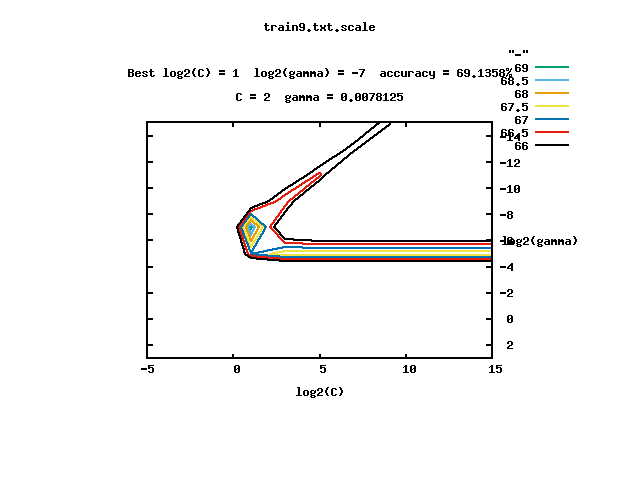 train9.txt.scale
"-"
Best log2(C) = 1  log2(gamma) = -7  accuracy = 69.1358%
69
68.5
C = 2  gamma = 0.0078125
68
67.5
67
66.5
66
-14
-12
-10
-8
-6
log2(gamma)
-4
-2
0
2
-5 0 5 10 15
log2(C)